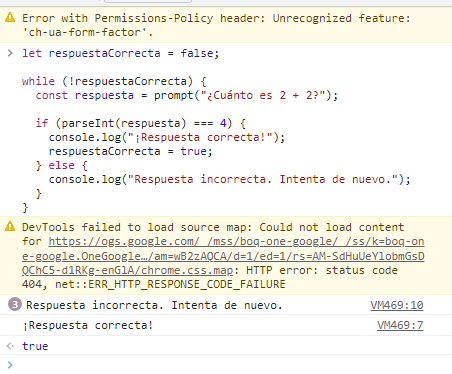 Error with Permissions-Policy header: Unrecognized feature:
'ch-ua-form-factor'.
let respuestaCorrecta = false;
while (!respuestaCorrecta) {
const respuesta = prompt("¿Cuánto es 2 + 2?");
if (parseInt(respuesta) === 4) {
console.log("¡Respuesta correcta!");
respuestaCorrecta = true;
} else {
console.log("Respuesta incorrecta. Intenta de nuevo.");
}
}
DevTools failed to load source map: Could not load content
for https://ogs.google.com/_/mss/boq-one-google/_/ss/k=boq-on
e-google.OneGoogle…/am=wB2zAQCA/d=1/ed=1/rs=AM-SdHuUeYlobmGsD
QChC5-d1RKg-enGlA/chrome.css.map: HTTP error: status code
404, net::ERR_HTTP_RESPONSE_CODE_FAILURE
3 Respuesta incorrecta. Intenta de nuevo. VM469:10
¡Respuesta correcta! VM469:7
true